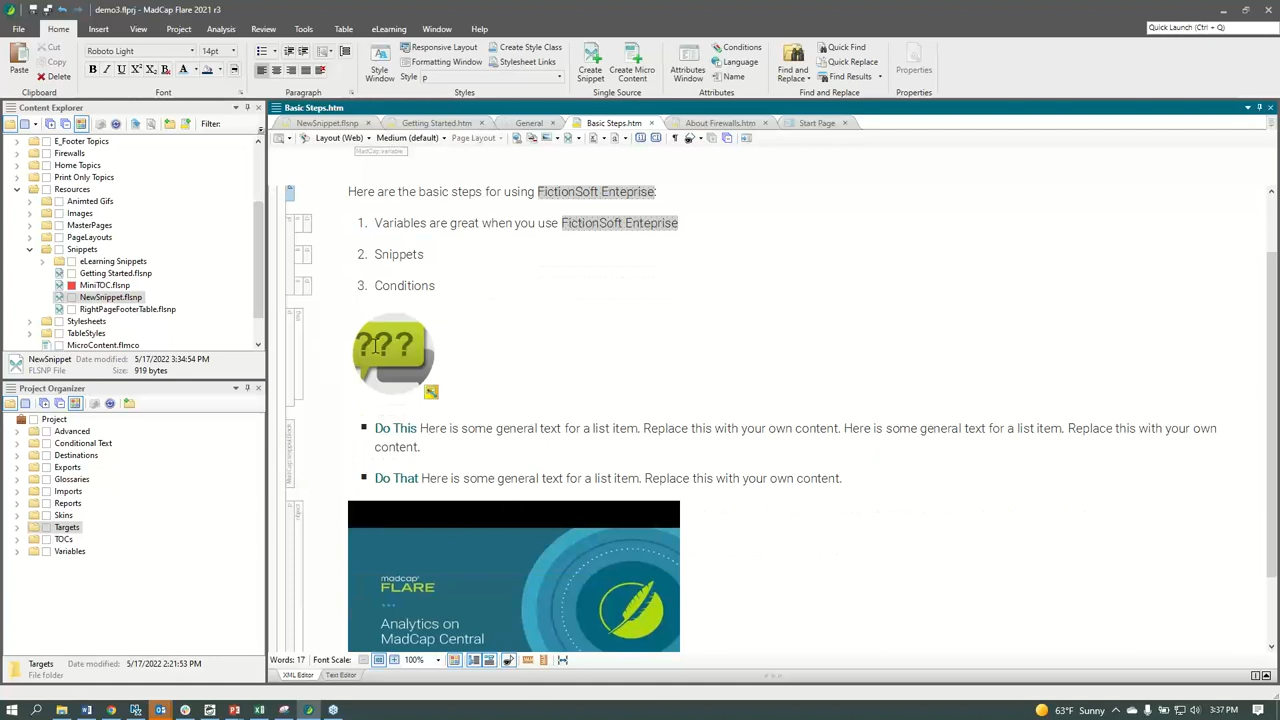 demo3.flprj - MadCap Flare 2021 r3
File Home Insert View Project Analysis Review Tools Table eLearning Window Help
Quick Launch (Ctrl + Q)
Paste
Cut
Copy
Delete
Clipboard
Roboto Light 14pt
Font
Paragraph
Style Window
Responsive Layout
Formatting Window
Style p
Create Style Class
Stylesheet Links
Styles
Create Snippet
Create Micro Content
Single Source
Attributes Window
Conditions
Language
Name
Attributes
Find and Replace
Quick Find
Quick Replace
Find Results
Find and Replace
Properties
Properties
Content Explorer
Filter:
E_Footer Topics
Firewalls
Home Topics
Print Only Topics
Resources
Animted Gifs
Images
MasterPages
PageLayouts
Snippets
eLearning Snippets
Getting Started.flsnp
MiniTOC.flsnp
NewSnippet.flsnp
RightPageFooterTable.flsnp
Stylesheets
TableStyles
MicroContent.flmco
NewSnippet Date modified: 5/17/2022 3:34:54 PM
FLSNP File Size: 919 bytes
Project Organizer
Project
Advanced
Conditional Text
Destinations
Exports
Glossaries
Imports
Reports
Skins
Targets
TOCs
Variables
Targets Date modified: 5/17/2022 2:21:53 PM
File folder
Basic Steps.htm
NewSnippet.flsnp Getting Started.htm General Basic Steps.htm About Firewalls.htm Start Page
Layout (Web) Medium (default) Page Layout
MadCap:variable
Here are the basic steps for using FictionSoft Enteprise:
1. Variables are great when you use FictionSoft Enteprise
2. Snippets
3. Conditions
???
Do This Here is some general text for a list item. Replace this with your own content. Here is some general text for a list item. Replace this with your own
content.
Do That Here is some general text for a list item. Replace this with your own content.
madcap
FLARE
Analytics on
MadCap Central
Words: 17 Font Scale: 100%
XML Editor Text Editor
63°F Sunny 3:37 PM